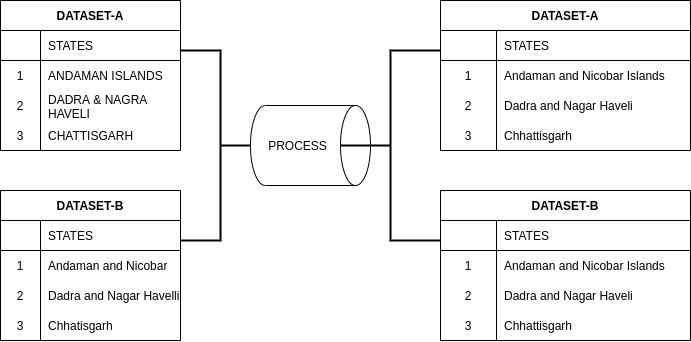 DATASET-A
STATES
1 ANDAMAN ISLANDS
2 DADRA & NAGRA
HAVELI
3 CHATTISGARH
DATASET-B
STATES
1 Andaman and Nicobar
2 Dadra and Nagar Havelli
3 Chhatisgarh
PROCESS
DATASET-A
STATES
1 Andaman and Nicobar Islands
2 Dadra and Nagar Haveli
3 Chhattisgarh
DATASET-B
STATES
1 Andaman and Nicobar Islands
2 Dadra and Nagar Haveli
3 Chhattisgarh